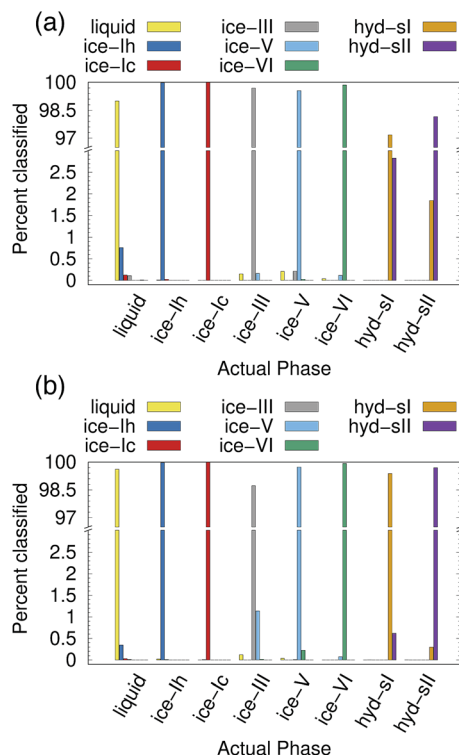 (a)
liquid ice-III hyd-sI
ice-Ih ice-V hyd-sII
ice-Ic ice-VI
100
98.5
97
2.5
2
1.5
1
0.5
0
Percent classified
liquid ice-Ih ice-Ic ice-III ice-V ice-VI hyd-sI hyd-sII
Actual Phase
(b)
liquid ice-III hyd-sI
ice-Ih ice-V hyd-sII
ice-Ic ice-VI
100
98.5
97
2.5
2
1.5
1
0.5
0
Percent classified
liquid ice-Ih ice-Ic ice-III ice-V ice-VI hyd-sI hyd-sII
Actual Phase